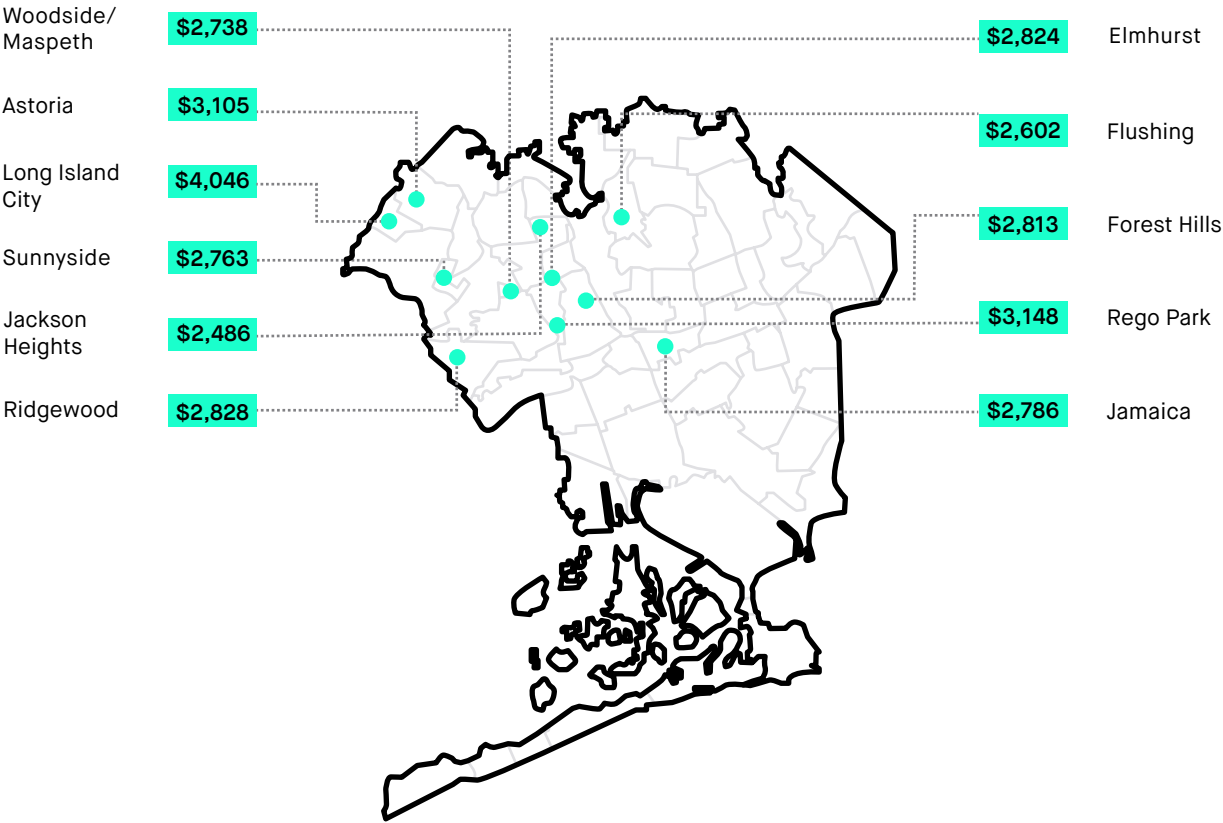 Woodside/
Maspeth
$2,738
Astoria
$3,105
Long Island
City
$4,046
Sunnyside
$2,763
Jackson
Heights
$2,486
Ridgewood
$2,828
$2,824
Elmhurst
$2,602
Flushing
$2,813
Forest Hills
$3,148
Rego Park
$2,786
Jamaica